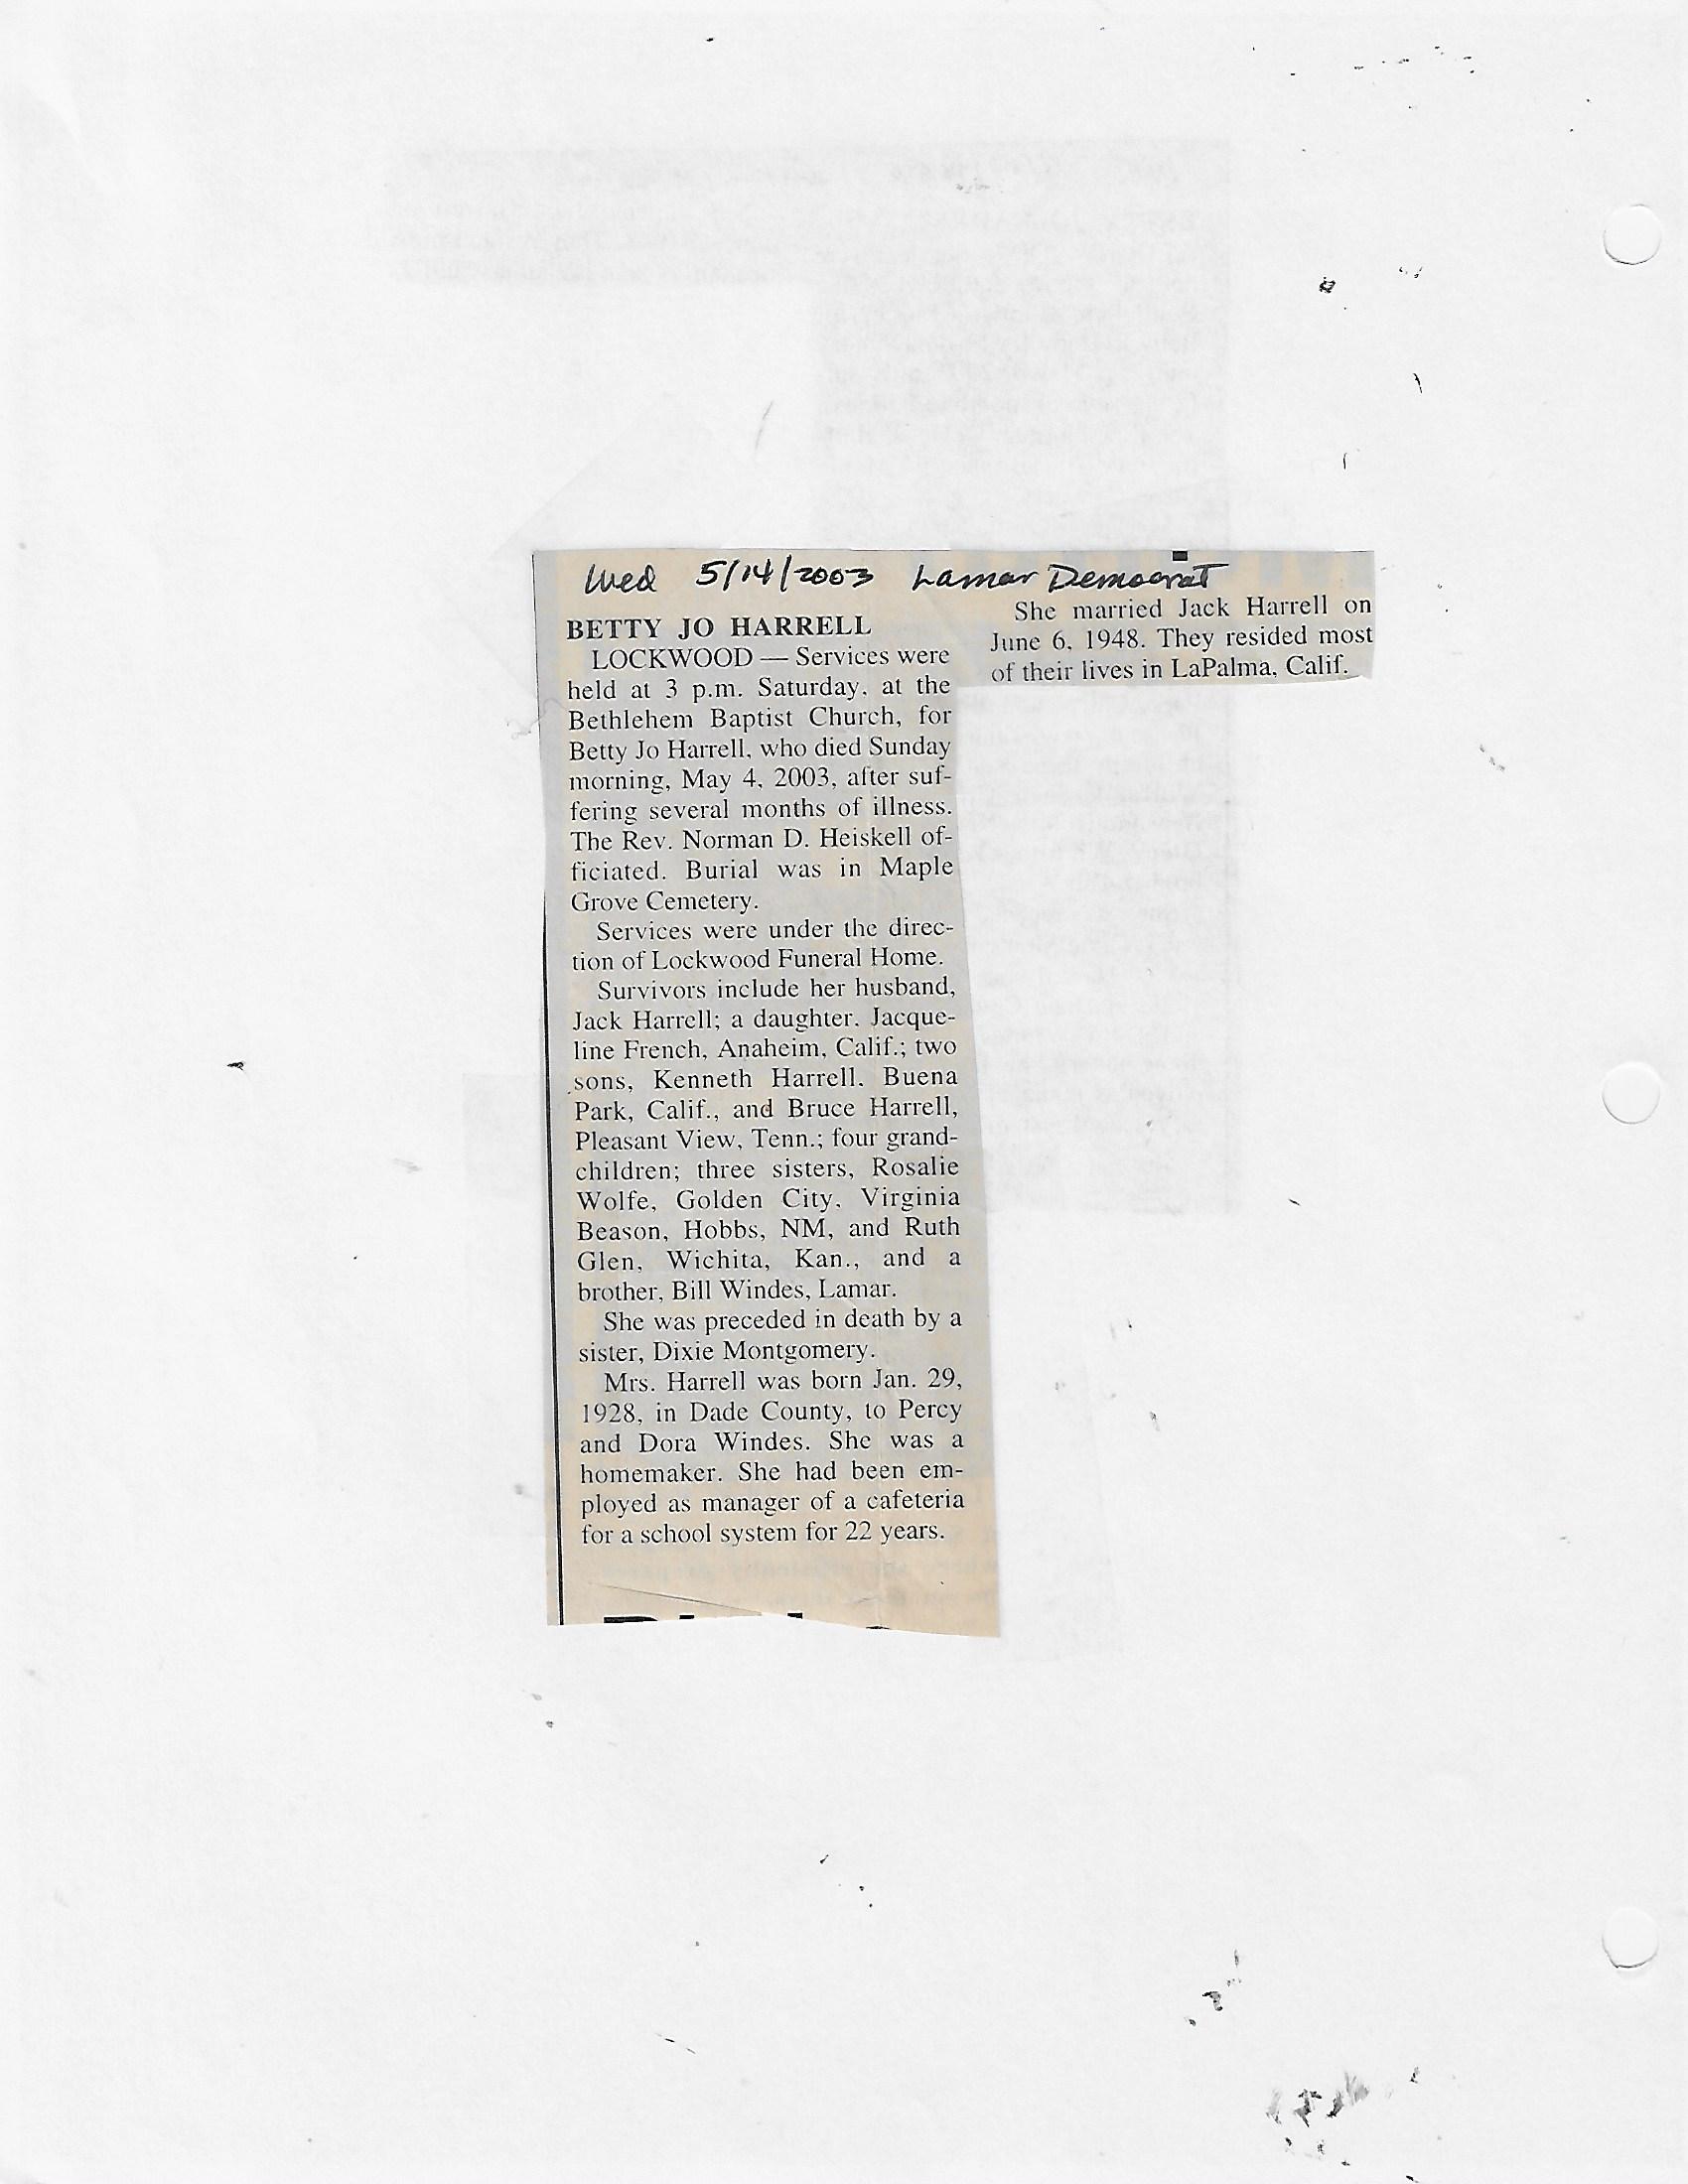 Wed 5/14/2003 Lamar Democrat
BETTY JO HARRELL
LOCKWOOD — Services were
held at 3 p.m. Saturday, at the
Bethlehem Baptist Church, for
Betty Jo Harrell, who died Sunday
morning, May 4, 2003, after suf-
fering several months of illness.
The Rev. Norman D. Heiskell of-
ficiated. Burial was in Maple
Grove Cemetery.
Services were under the direc-
tion of Lockwood Funeral Home.
Survivors include her husband,
Jack Harrell; a daughter, Jacque-
line French, Anaheim, Calif.; two
sons, Kenneth Harrell, Buena
Park, Calif., and Bruce Harrell,
Pleasant View, Tenn.; four grand-
children; three sisters, Rosalie
Wolfe, Golden City, Virginia
Beason, Hobbs, NM, and Ruth
Glen, Wichita, Kan., and a
brother, Bill Windes, Lamar.
She was preceded in death by a
sister, Dixie Montgomery.
Mrs. Harrell was born Jan. 29,
1928, in Dade County, to Percy
and Dora Windes. She was a
homemaker. She had been em-
ployed as manager of a cafeteria
for a school system for 22 years.
She married Jack Harrell on
June 6, 1948. They resided most
of their lives in LaPalma, Calif.